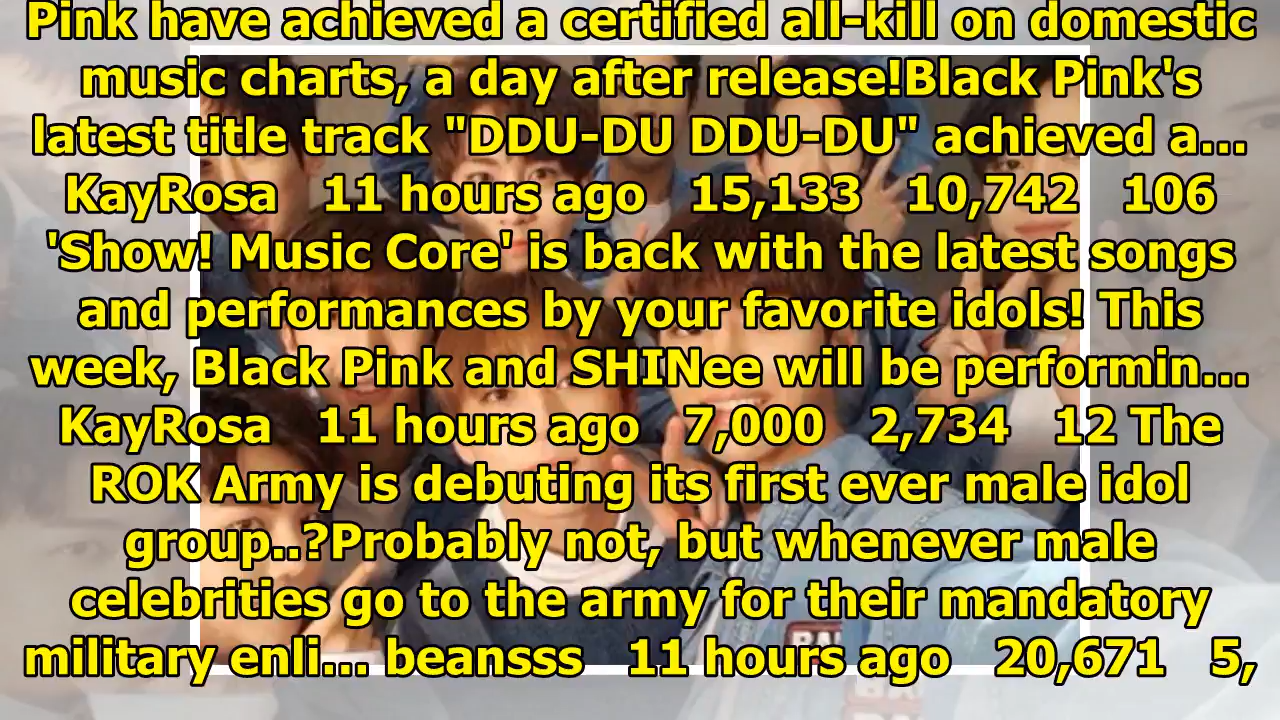 Pink have achieved a certified all-kill on domestic
music charts, a day after release!Black Pink's
latest title track "DDU-DU DDU-DU" achieved a...
KayRosa 11 hours ago 15,133 10,742 106
'Show! Music Core' is back with the latest songs
and performances by your favorite idols! This
week, Black Pink and SHINee will be performin...
KayRosa 11 hours ago 7,000 2,734 12 The
ROK Army is debuting its first ever male idol
group..?Probably not, but whenever male
celebrities go to the army for their mandatory
military enli... beansss 11 hours ago 20,671 5,